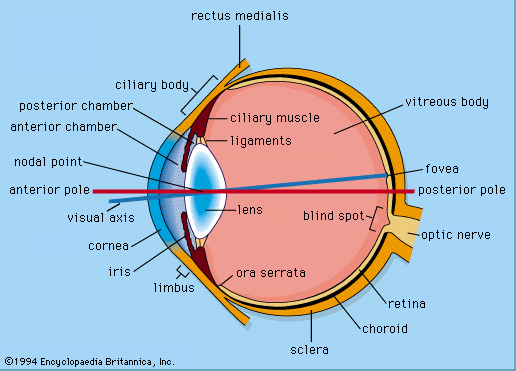 rectus medialis
ciliary body
posterior chamber
anterior chamber
nodal point
anterior pole
visual axis
cornea
iris
limbus
ciliary muscle
ligaments
lens
ora serrata
vitreous body
fovea
posterior pole
blind spot
optic nerve
retina
choroid
sclera
©1994 Encyclopaedia Britannica, Inc.